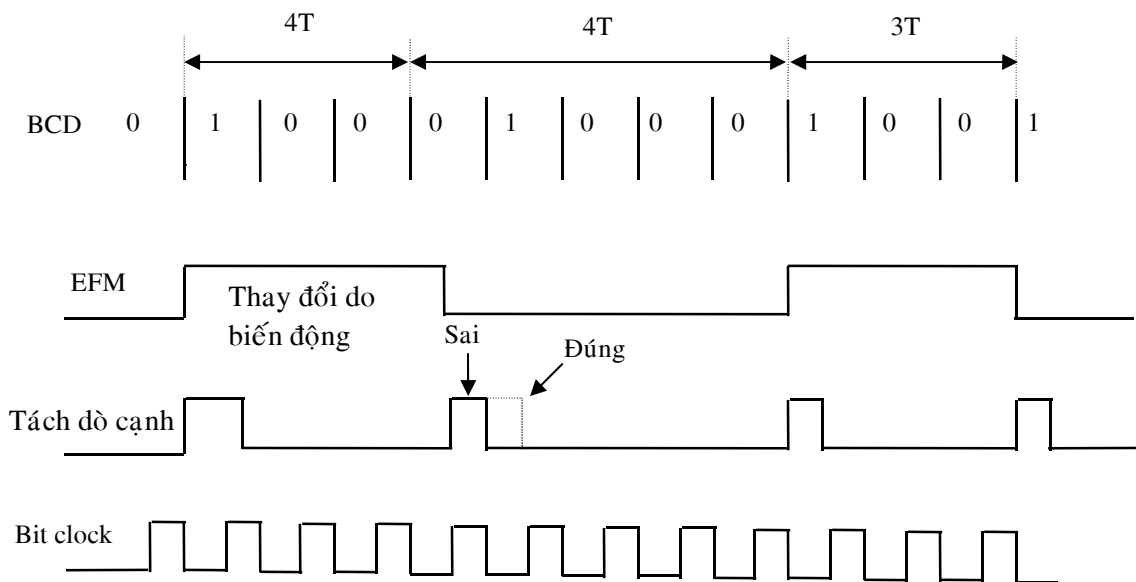 4T 4T 3T
BCD 0 1 0 0 0 1 0 0 0 1 0 0 1
EFM
Thay đổi do
biến động
Sai
Đúng
Tách dò cạnh
Bit clock